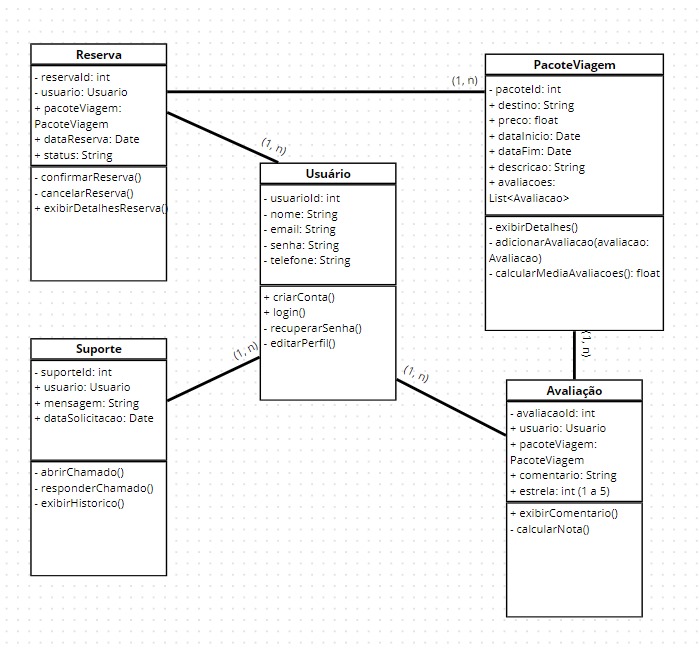 Reserva
- reservaId: int
- usuario: Usuario
+ pacoteViagem:
PacoteViagem
+ dataReserva: Date
+ status: String
- confirmarReserva()
- cancelarReserva()
+ exibirDetalhesReserva()
(1, n)
(1, n)
PacoteViagem
- pacoteId: int
+ destino: String
+ preco: float
+ dataInicio: Date
+ dataFim: Date
+ descricao: String
+ avaliacoes:
List<Avaliacao>
- exibirDetalhes()
- adicionarAvaliacao(avaliacao:
Avaliacao)
- calcularMediaAvaliacoes(): float
Usuário
- usuarioId: int
- nome: String
- email: String
- senha: String
- telefone: String
+ criarConta()
+ login()
- recuperarSenha()
- editarPerfil()
(1, n)
(1, n)
(1, n)
Suporte
- suporteId: int
+ usuario: Usuario
+ mensagem: String
+ dataSolicitacao: Date
- abrirChamado()
- responderChamado()
- exibirHistorico()
Avaliação
- avaliacaoId: int
+ usuario: Usuario
+ pacoteViagem:
PacoteViagem
+ comentario: String
+ estrela: int (1 a 5)
+ exibirComentario()
- calcularNota()